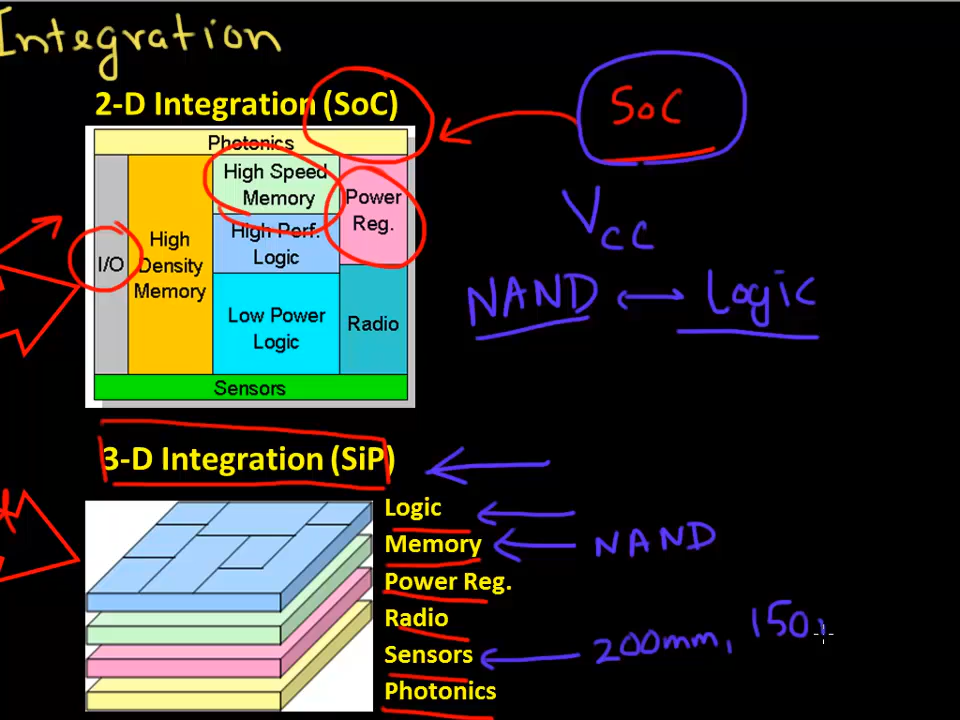 Integration
2-D Integration (SoC)
SoC
Photonics
High Speed
Memory
Power
Reg.
I/O
High
Density
Memory
High Perf.
Logic
Low Power
Logic
Radio
Sensors
Vcc
NAND ↔ Logic
3-D Integration (SiP)
Logic
Memory ← NAND
Power Reg.
Radio
Sensors ← 200mm, 150
Photonics